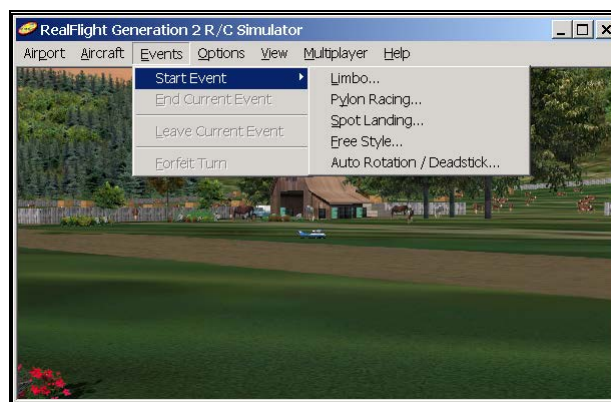 RealFlight Generation 2 R/C Simulator
Airport Aircraft Events Options View Multiplayer Help
Start Event
End Current Event
Leave Current Event
Forfeit Turn
Limbo...
Pylon Racing...
Spot Landing...
Free Style...
Auto Rotation / Deadstick...